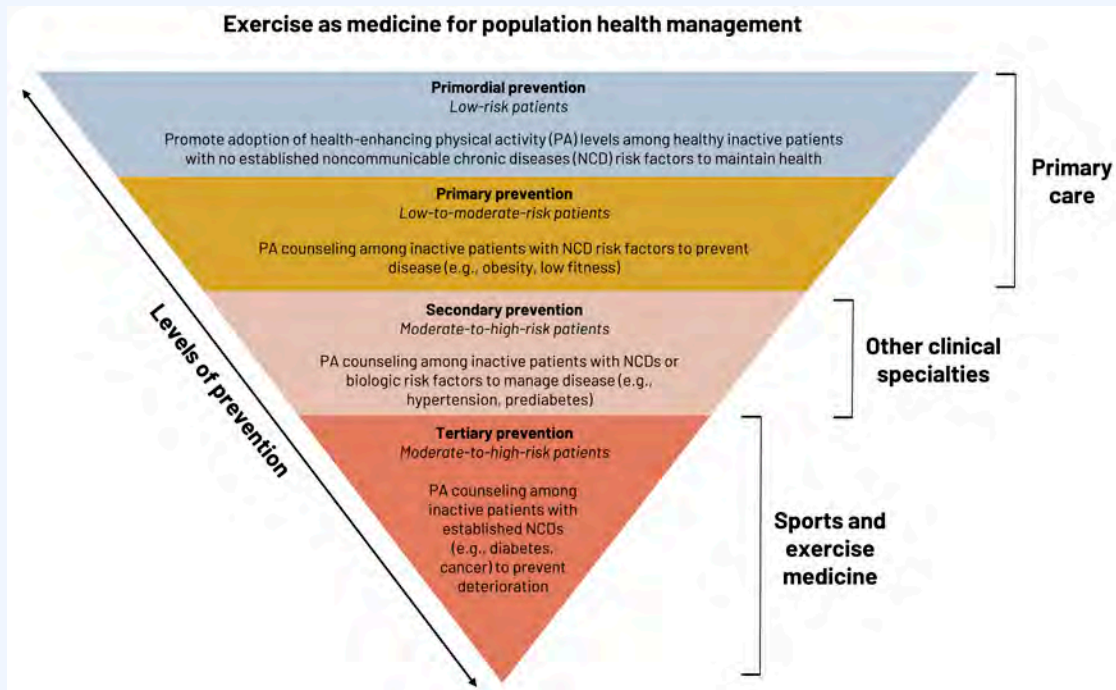 Exercise as medicine for population health management
Primordial prevention
Low-risk patients
Promote adoption of health-enhancing physical activity (PA) levels among healthy inactive patients
with no established noncommunicable chronic diseases (NCD) risk factors to maintain health
Primary care
Primary prevention
Low-to-moderate-risk patients
PA counseling among inactive patients with NCD risk factors to prevent
disease (e.g., obesity, low fitness)
Secondary prevention
Moderate-to-high-risk patients
PA counseling among inactive patients with NCDs or
biologic risk factors to manage disease (e.g.,
hypertension, prediabetes)
Other clinical
specialties
Levels of prevention
Tertiary prevention
Moderate-to-high-risk patients
PA counseling among
inactive patients with
established NCDs
(e.g., diabetes,
cancer) to prevent
deterioration
Sports and
exercise
medicine